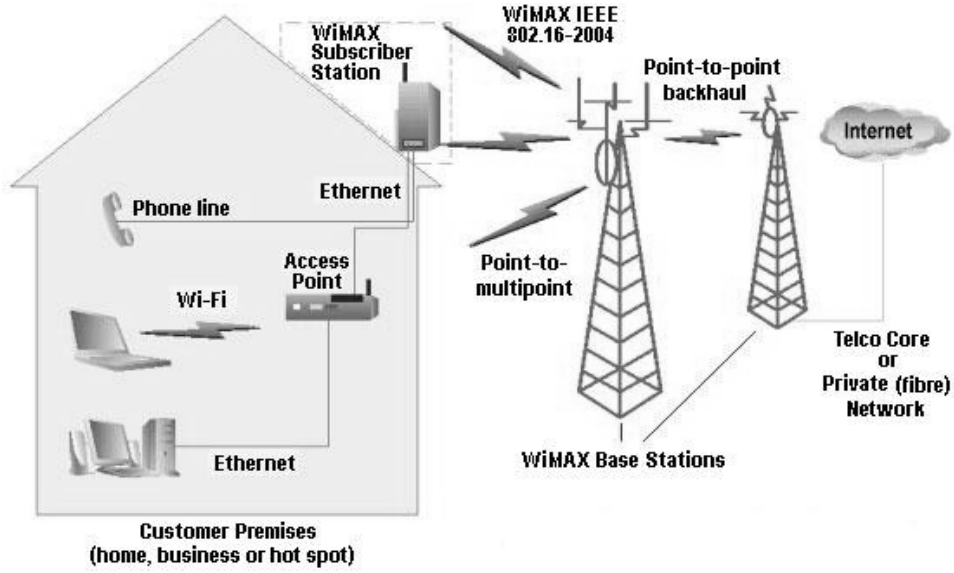 WiMAX
Subscriber
Station
WiMAX IEEE
802.16-2004
Point-to-point
backhaul
Internet
Ethernet
Phone line
Access
Point
Wi-Fi
Point-to-
multipoint
Telco Core
or
Private (fibre)
Network
Ethernet
WiMAX Base Stations
Customer Premises
(home, business or hot spot)